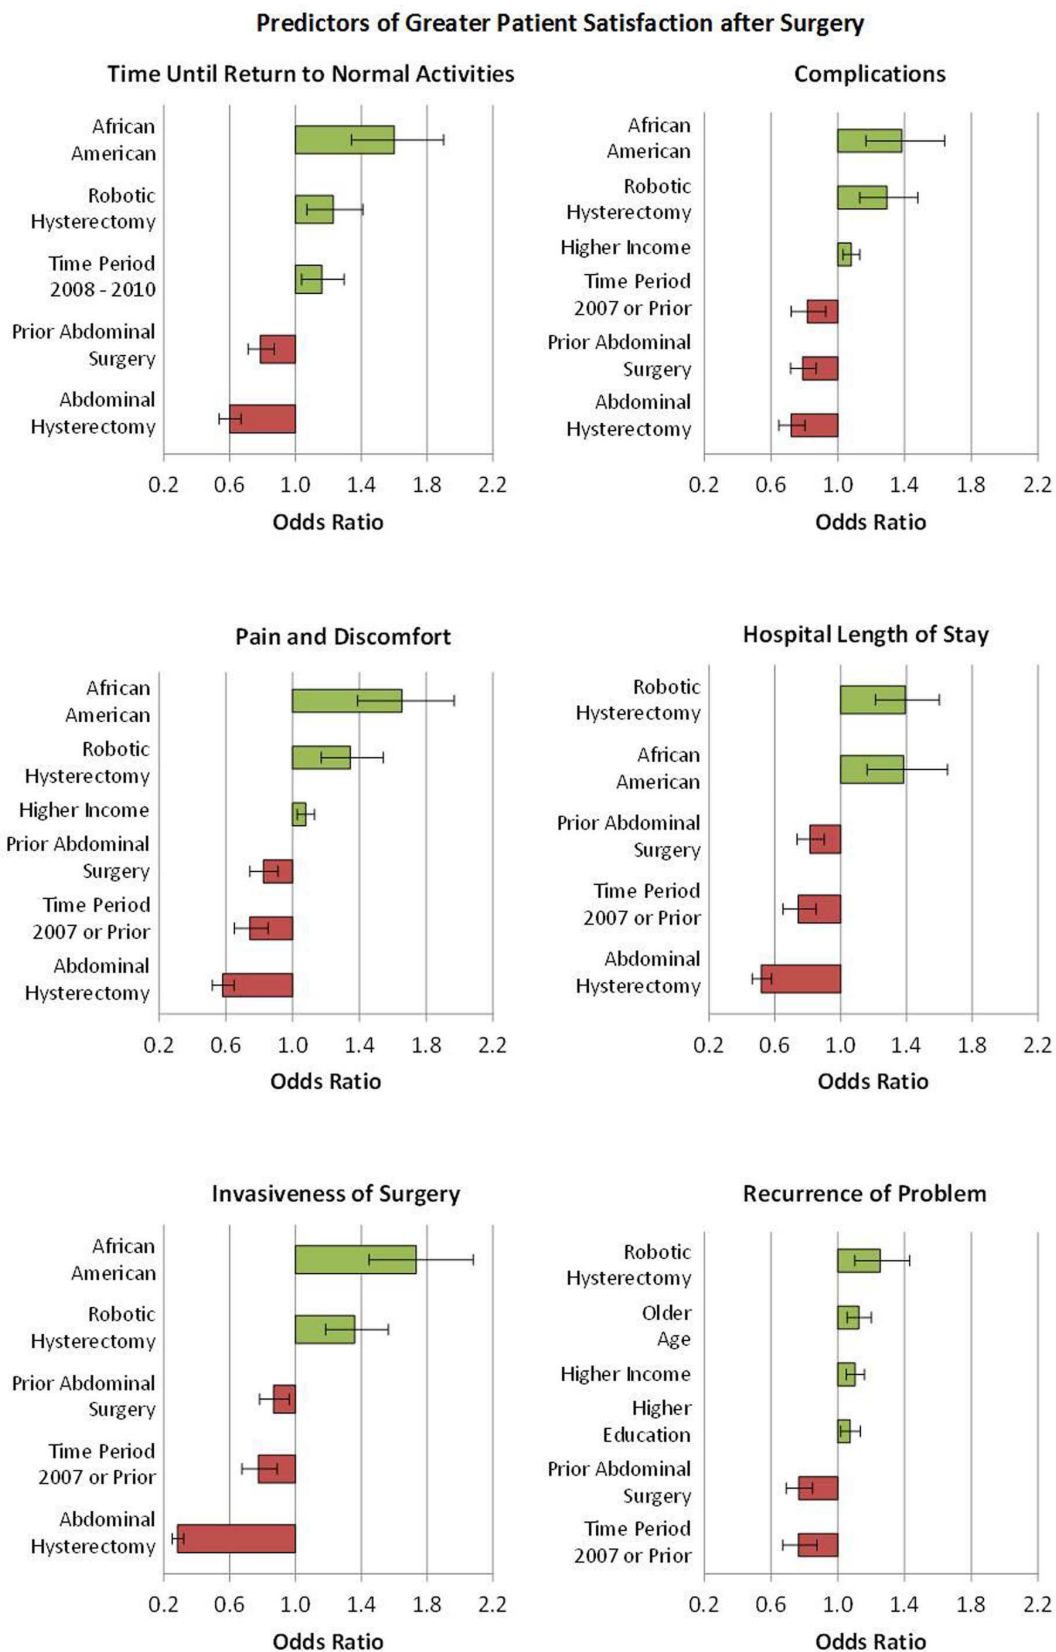 Predictors of Greater Patient Satisfaction after Surgery
Time Until Return to Normal Activities
African
American
Robotic
Hysterectomy
Time Period
2008 - 2010
Prior Abdominal
Surgery
Abdominal
Hysterectomy
0.2 0.6 1.0 1.4 1.8 2.2
Odds Ratio
Complications
African
American
Robotic
Hysterectomy
Higher Income
Time Period
2007 or Prior
Prior Abdominal
Surgery
Abdominal
Hysterectomy
0.2 0.6 1.0 1.4 1.8 2.2
Odds Ratio
Pain and Discomfort
African
American
Robotic
Hysterectomy
Higher Income
Prior Abdominal
Surgery
Time Period
2007 or Prior
Abdominal
Hysterectomy
0.2 0.6 1.0 1.4 1.8 2.2
Odds Ratio
Hospital Length of Stay
Robotic
Hysterectomy
African
American
Prior Abdominal
Surgery
Time Period
2007 or Prior
Abdominal
Hysterectomy
0.2 0.6 1.0 1.4 1.8 2.2
Odds Ratio
Invasiveness of Surgery
African
American
Robotic
Hysterectomy
Prior Abdominal
Surgery
Time Period
2007 or Prior
Abdominal
Hysterectomy
0.2 0.6 1.0 1.4 1.8 2.2
Odds Ratio
Recurrence of Problem
Robotic
Hysterectomy
Older
Age
Higher Income
Higher
Education
Prior Abdominal
Surgery
Time Period
2007 or Prior
0.2 0.6 1.0 1.4 1.8 2.2
Odds Ratio